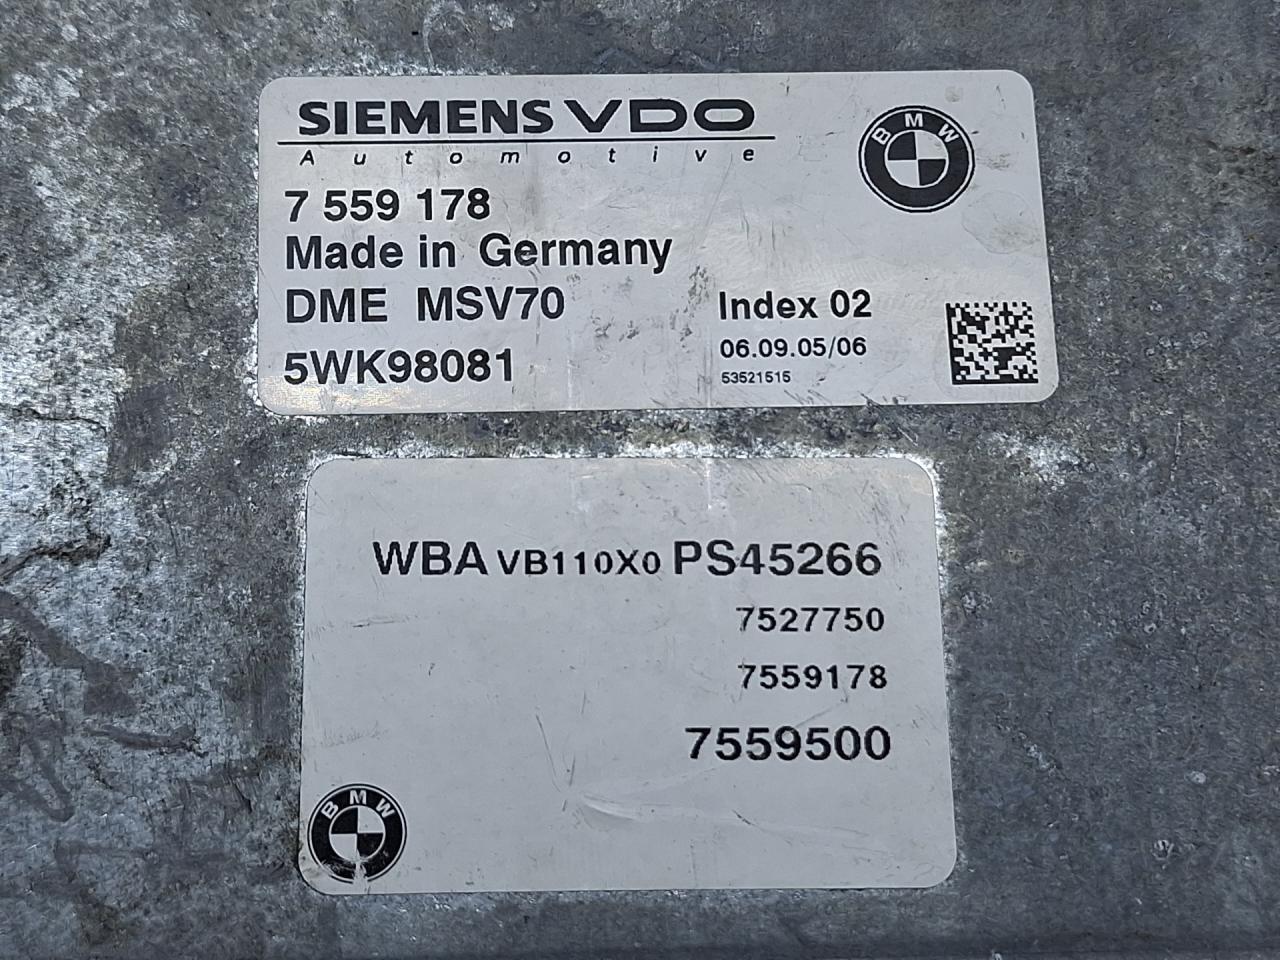 SIEMENS VDO
Automotive
BMW
7 559 178
Made in Germany
DME MSV70
Index 02
5WK98081
06.09.05/06
53521515
WBA VB110X0 PS45266
7527750
7559178
7559500
BMW